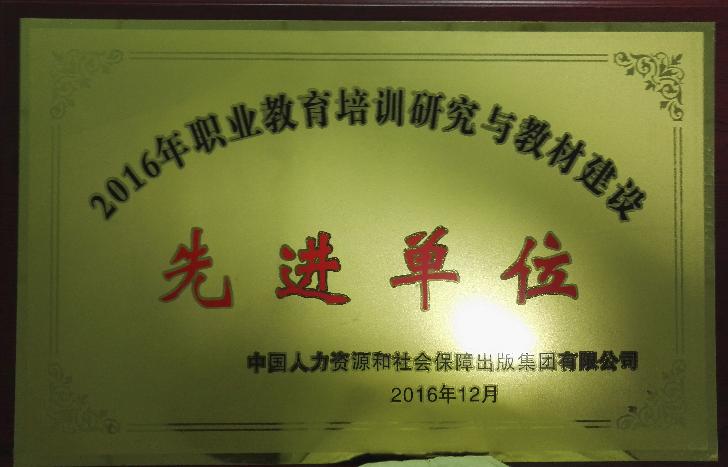 2016年职业教育培训研究与教材建设
先进单位
中国人力资源和社会保障出版集团有限公司
2016年12月